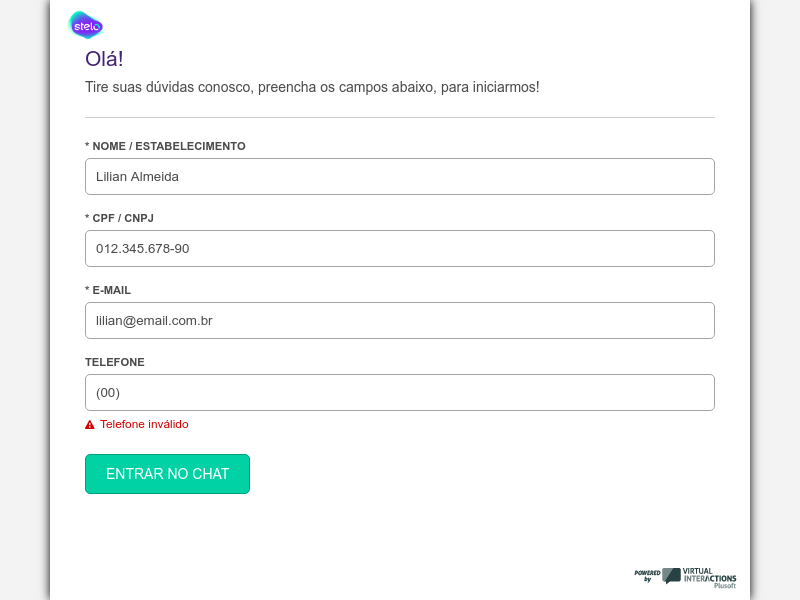 stelo
Olá!
Tire suas dúvidas conosco, preencha os campos abaixo, para iniciarmos!
* NOME / ESTABELECIMENTO
Lilian Almeida
* CPF / CNPJ
012.345.678-90
* E-MAIL
lilian@email.com.br
TELEFONE
(00)
Telefone inválido
ENTRAR NO CHAT
POWERED by VIRTUAL INTERACTIONS
Plusoft